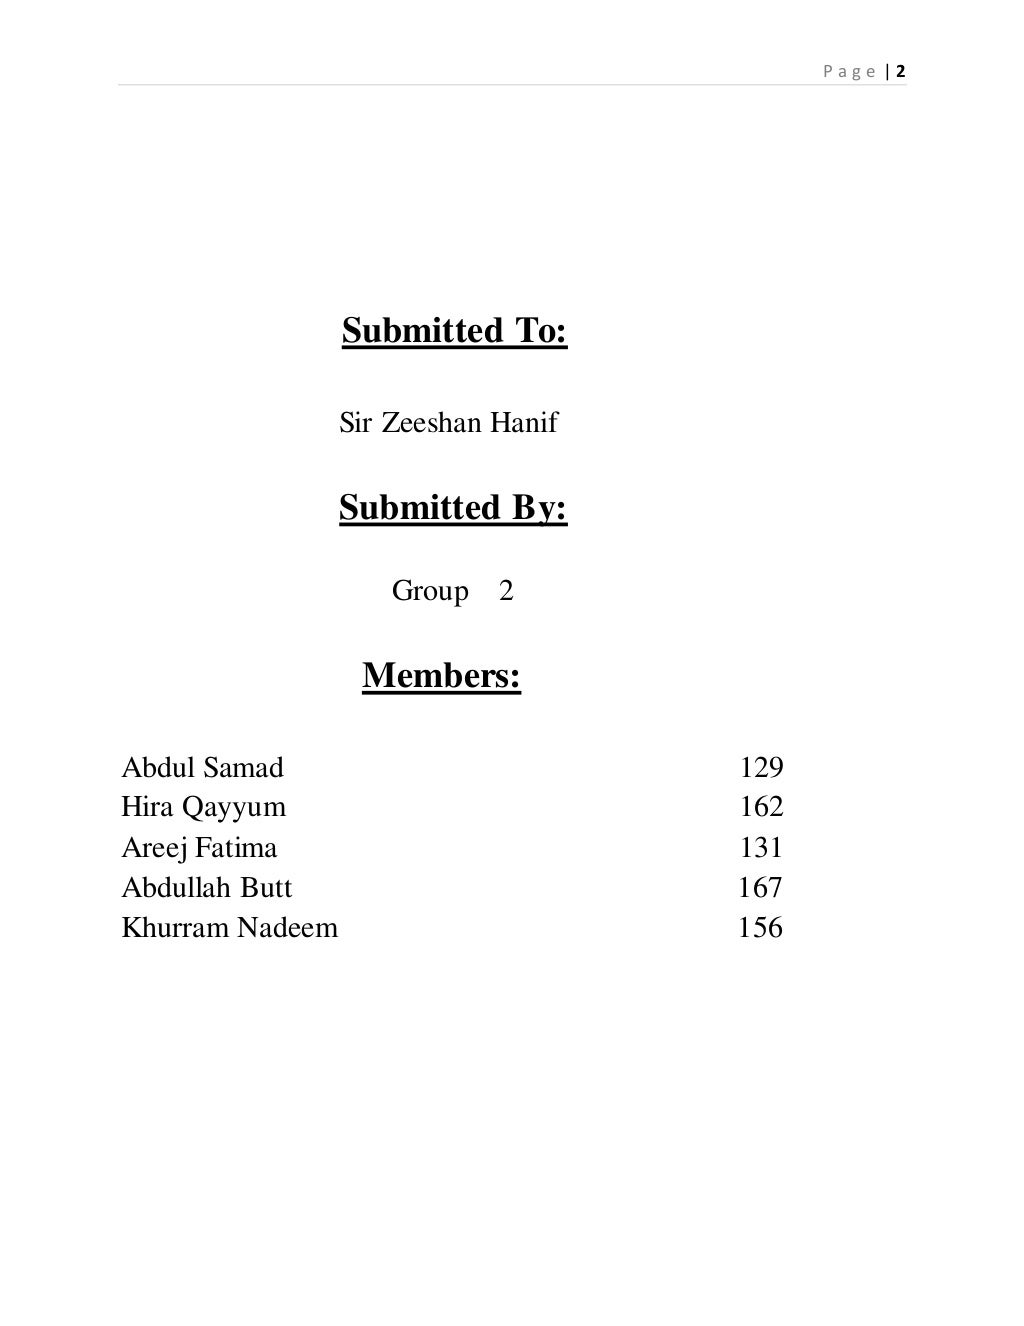 Page | 2
Submitted To:
Sir Zeeshan Hanif
Submitted By:
Group 2
Members:
Abdul Samad 129
Hira Qayyum 162
Areej Fatima 131
Abdullah Butt 167
Khurram Nadeem 156